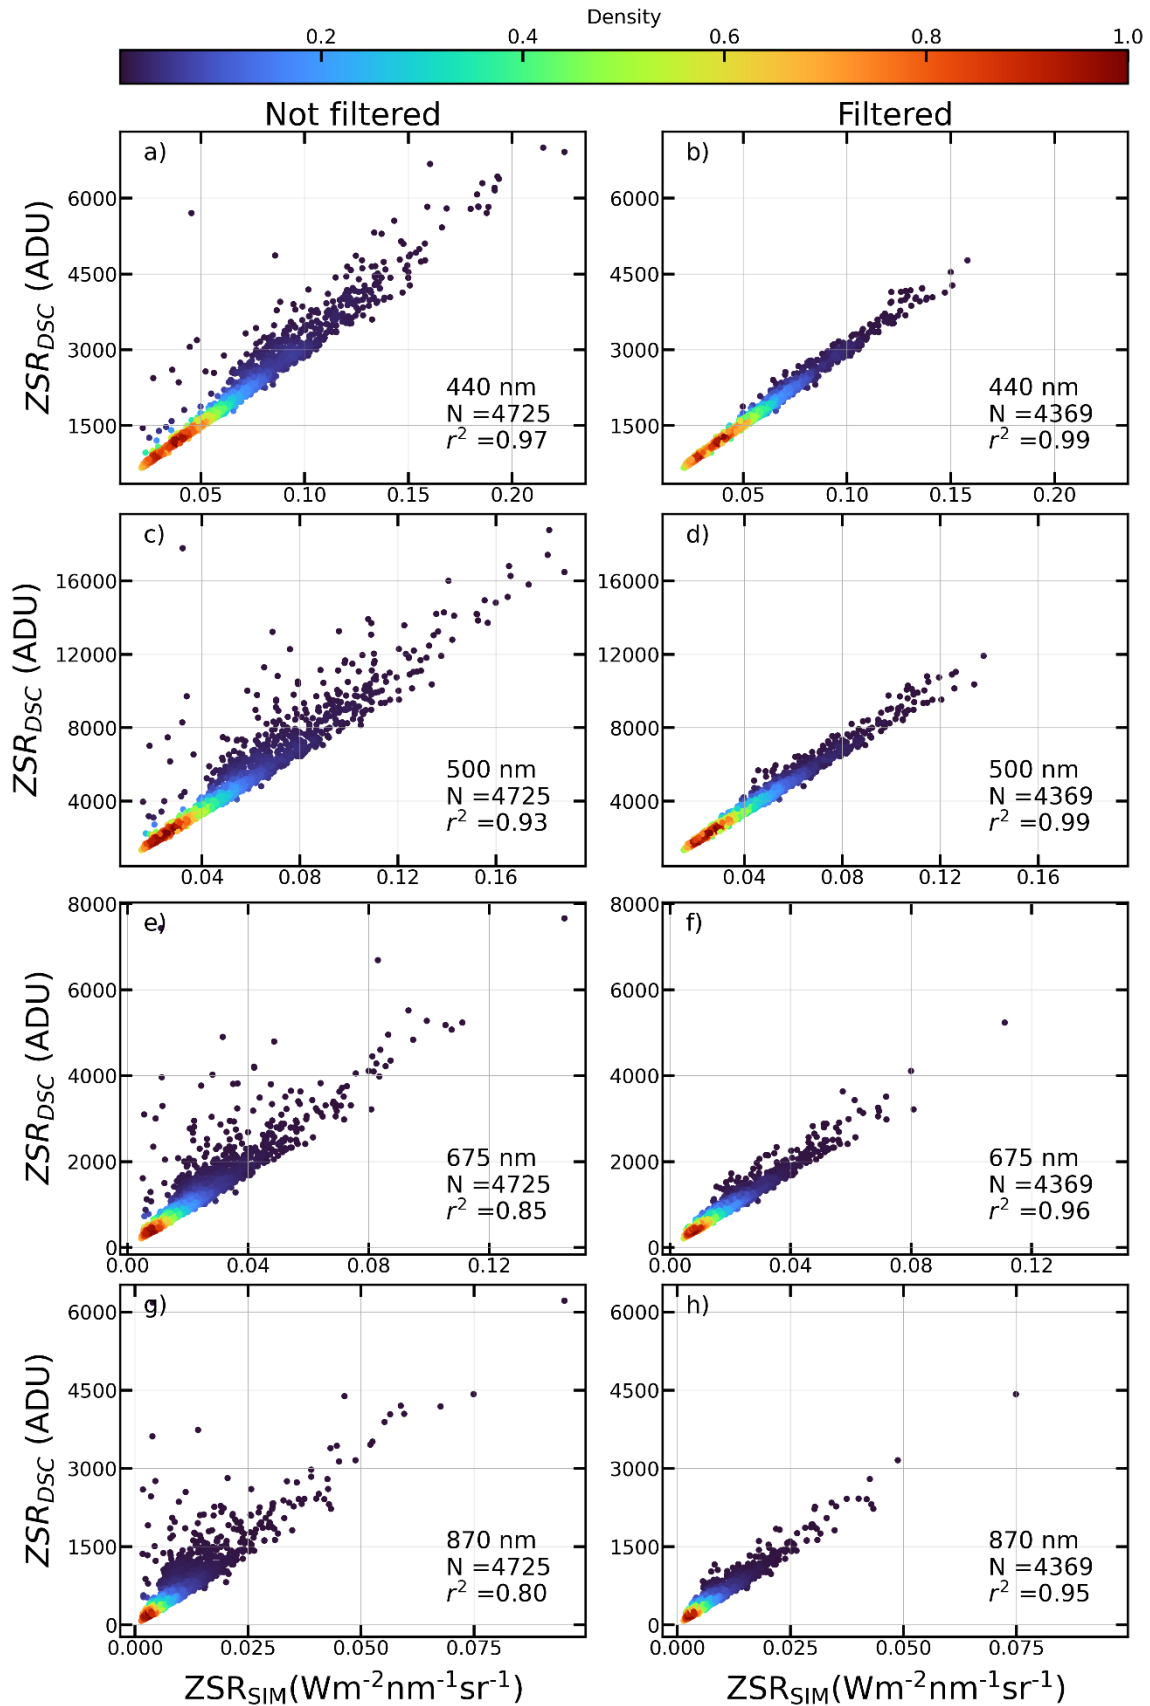 Density
0.2 0.4 0.6 0.8 1.0
Not filtered Filtered
a)
ZSR_DSC (ADU)
6000
4500
3000
1500
440 nm
N =4725
r² =0.97
0.05 0.10 0.15 0.20
b)
6000
4500
3000
1500
440 nm
N =4369
r² =0.99
0.05 0.10 0.15 0.20
c)
ZSR_DSC (ADU)
16000
12000
8000
4000
500 nm
N =4725
r² =0.93
0.04 0.08 0.12 0.16
d)
16000
12000
8000
4000
500 nm
N =4369
r² =0.99
0.04 0.08 0.12 0.16
e)
ZSR_DSC (ADU)
8000
6000
4000
2000
0
675 nm
N =4725
r² =0.85
0.00 0.04 0.08 0.12
f)
8000
6000
4000
2000
0
675 nm
N =4369
r² =0.96
0.00 0.04 0.08 0.12
g)
ZSR_DSC (ADU)
6000
4500
3000
1500
0
870 nm
N =4725
r² =0.80
0.000 0.025 0.050 0.075
h)
6000
4500
3000
1500
0
870 nm
N =4369
r² =0.95
0.000 0.025 0.050 0.075
ZSR_SIM(Wm⁻²nm⁻¹sr⁻¹) ZSR_SIM(Wm⁻²nm⁻¹sr⁻¹)